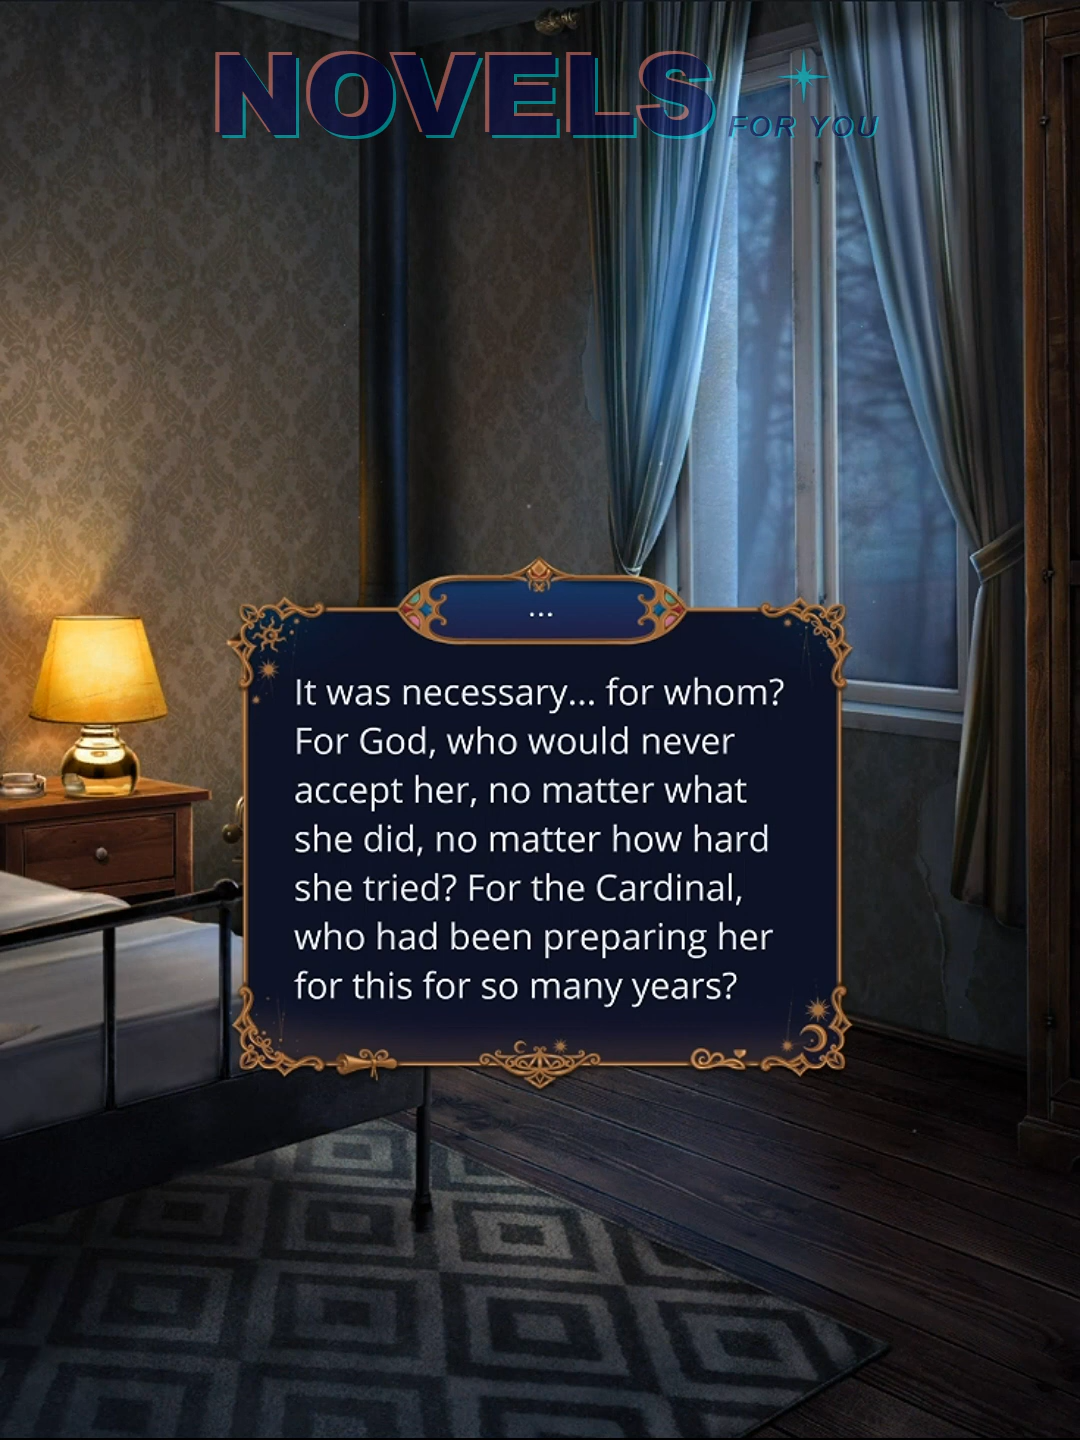 NOVELS
FOR YOU
...
It was necessary... for whom?
For God, who would never
accept her, no matter what
she did, no matter how hard
she tried? For the Cardinal,
who had been preparing her
for this for so many years?